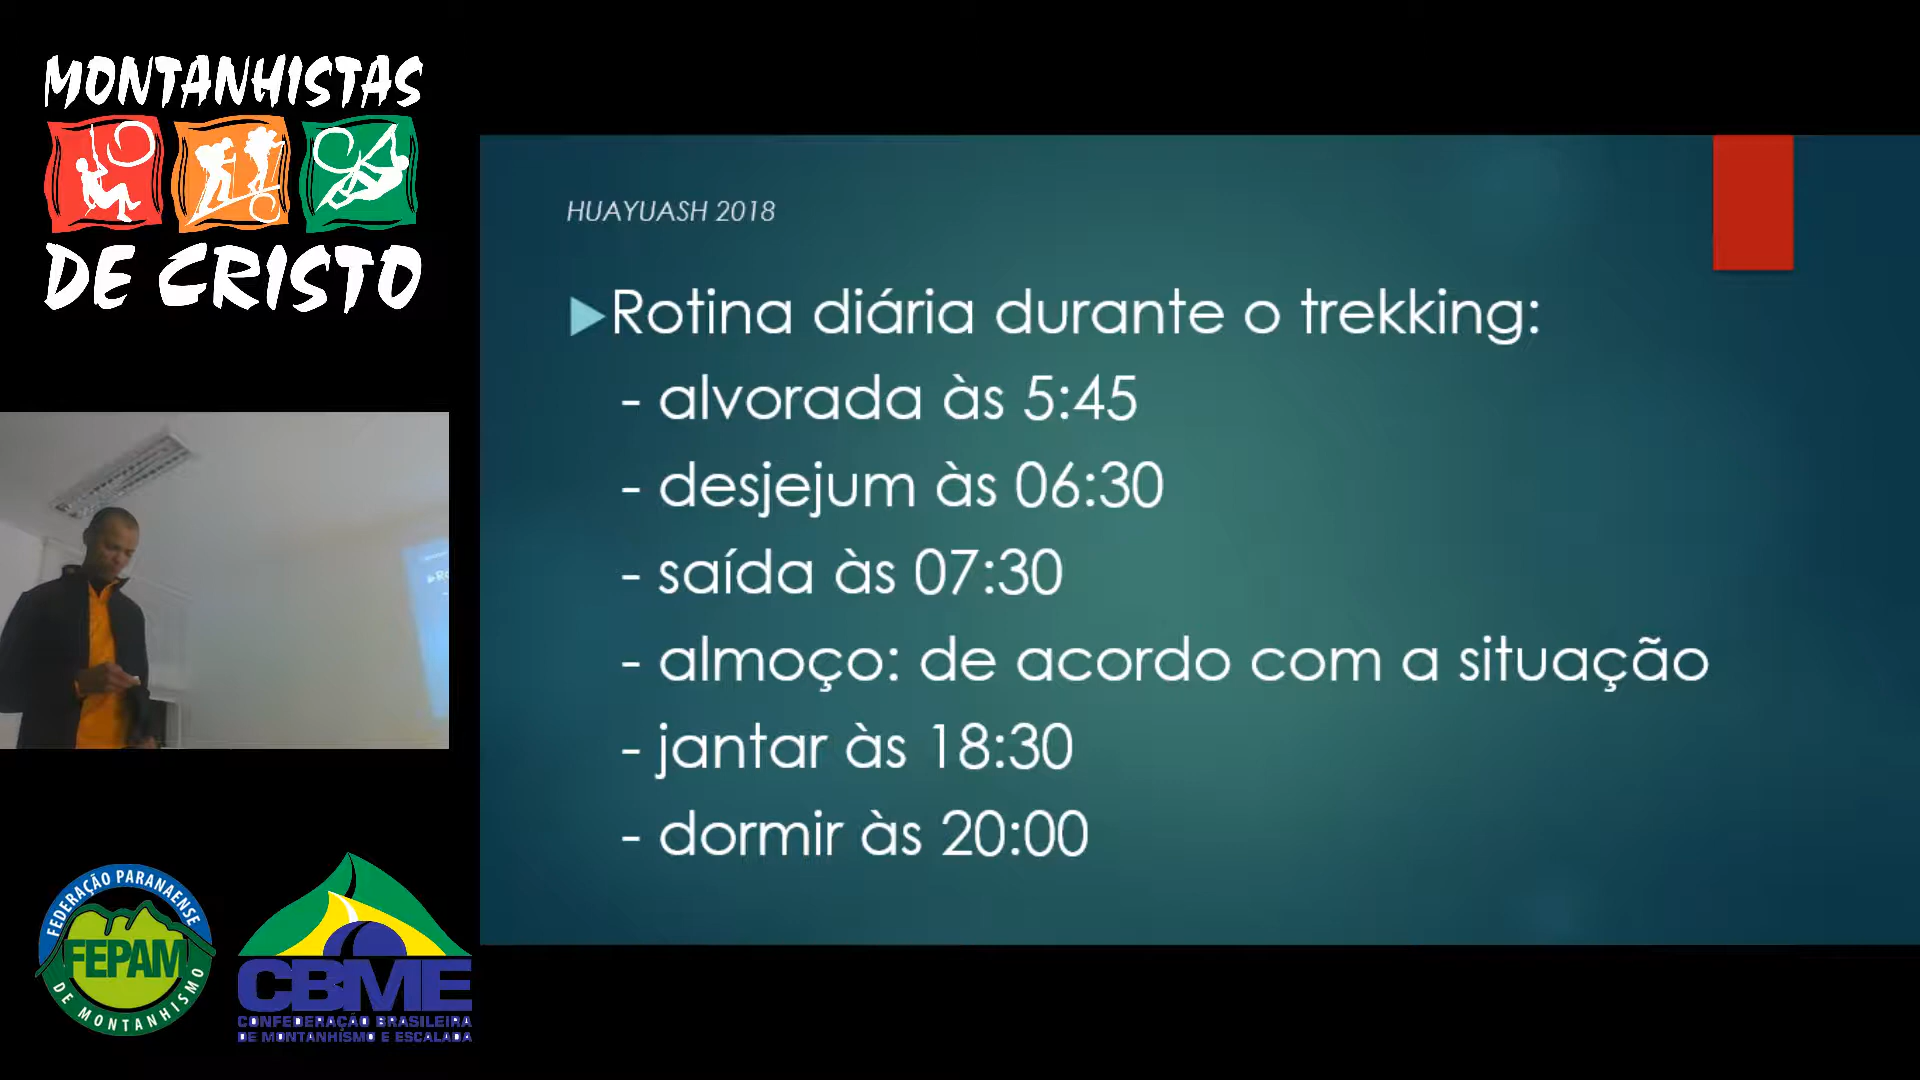 MONTANHISTAS
DE CRISTO
HUAYUASH 2018
Rotina diária durante o trekking:
- alvorada às 5:45
- desjejum às 06:30
- saída às 07:30
- almoço: de acordo com a situação
- jantar às 18:30
- dormir às 20:00
FEDERAÇÃO PARANAENSE
FEPAM
DE MONTANHISMO
CBME
CONFEDERAÇÃO BRASILEIRA
DE MONTANHISMO E ESCALADA